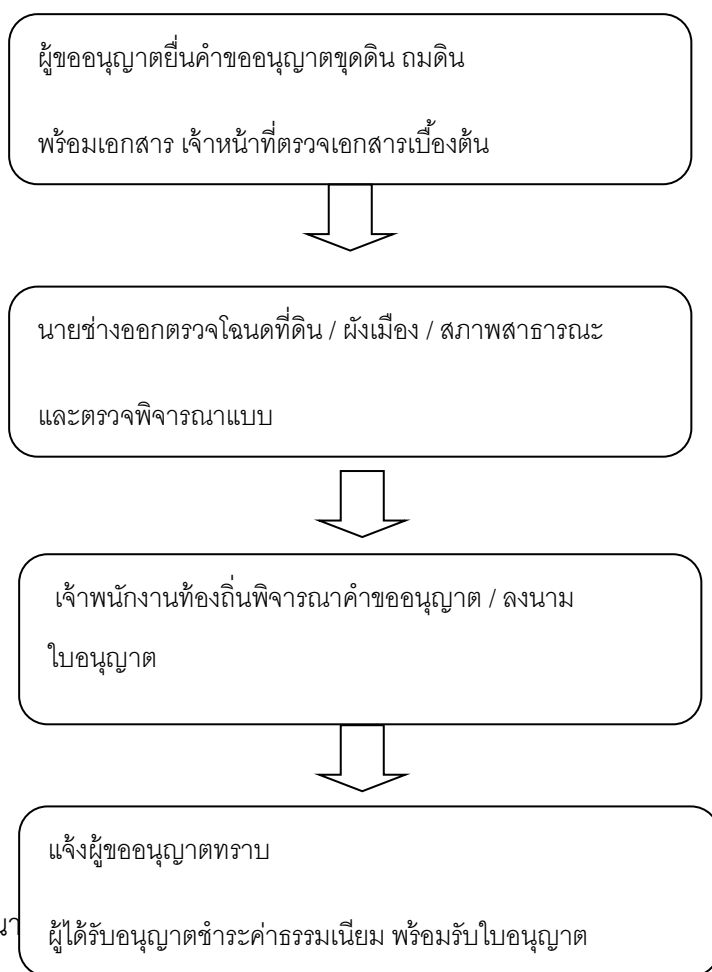 ผู้ขออนุญาตยื่นคำขออนุญาตขุดดิน ถมดิน
พร้อมเอกสาร เจ้าหน้าที่ตรวจเอกสารเบื้องต้น
นายช่างออกตรวจโฉนดที่ดิน / ผังเมือง / สภาพสาธารณะ
และตรวจพิจารณาแบบ
เจ้าพนักงานท้องถิ่นพิจารณาคำขออนุญาต / ลงนาม
ใบอนุญาต
แจ้งผู้ขออนุญาตทราบ
ผู้ได้รับอนุญาตชำระค่าธรรมเนียม พร้อมรับใบอนุญาต